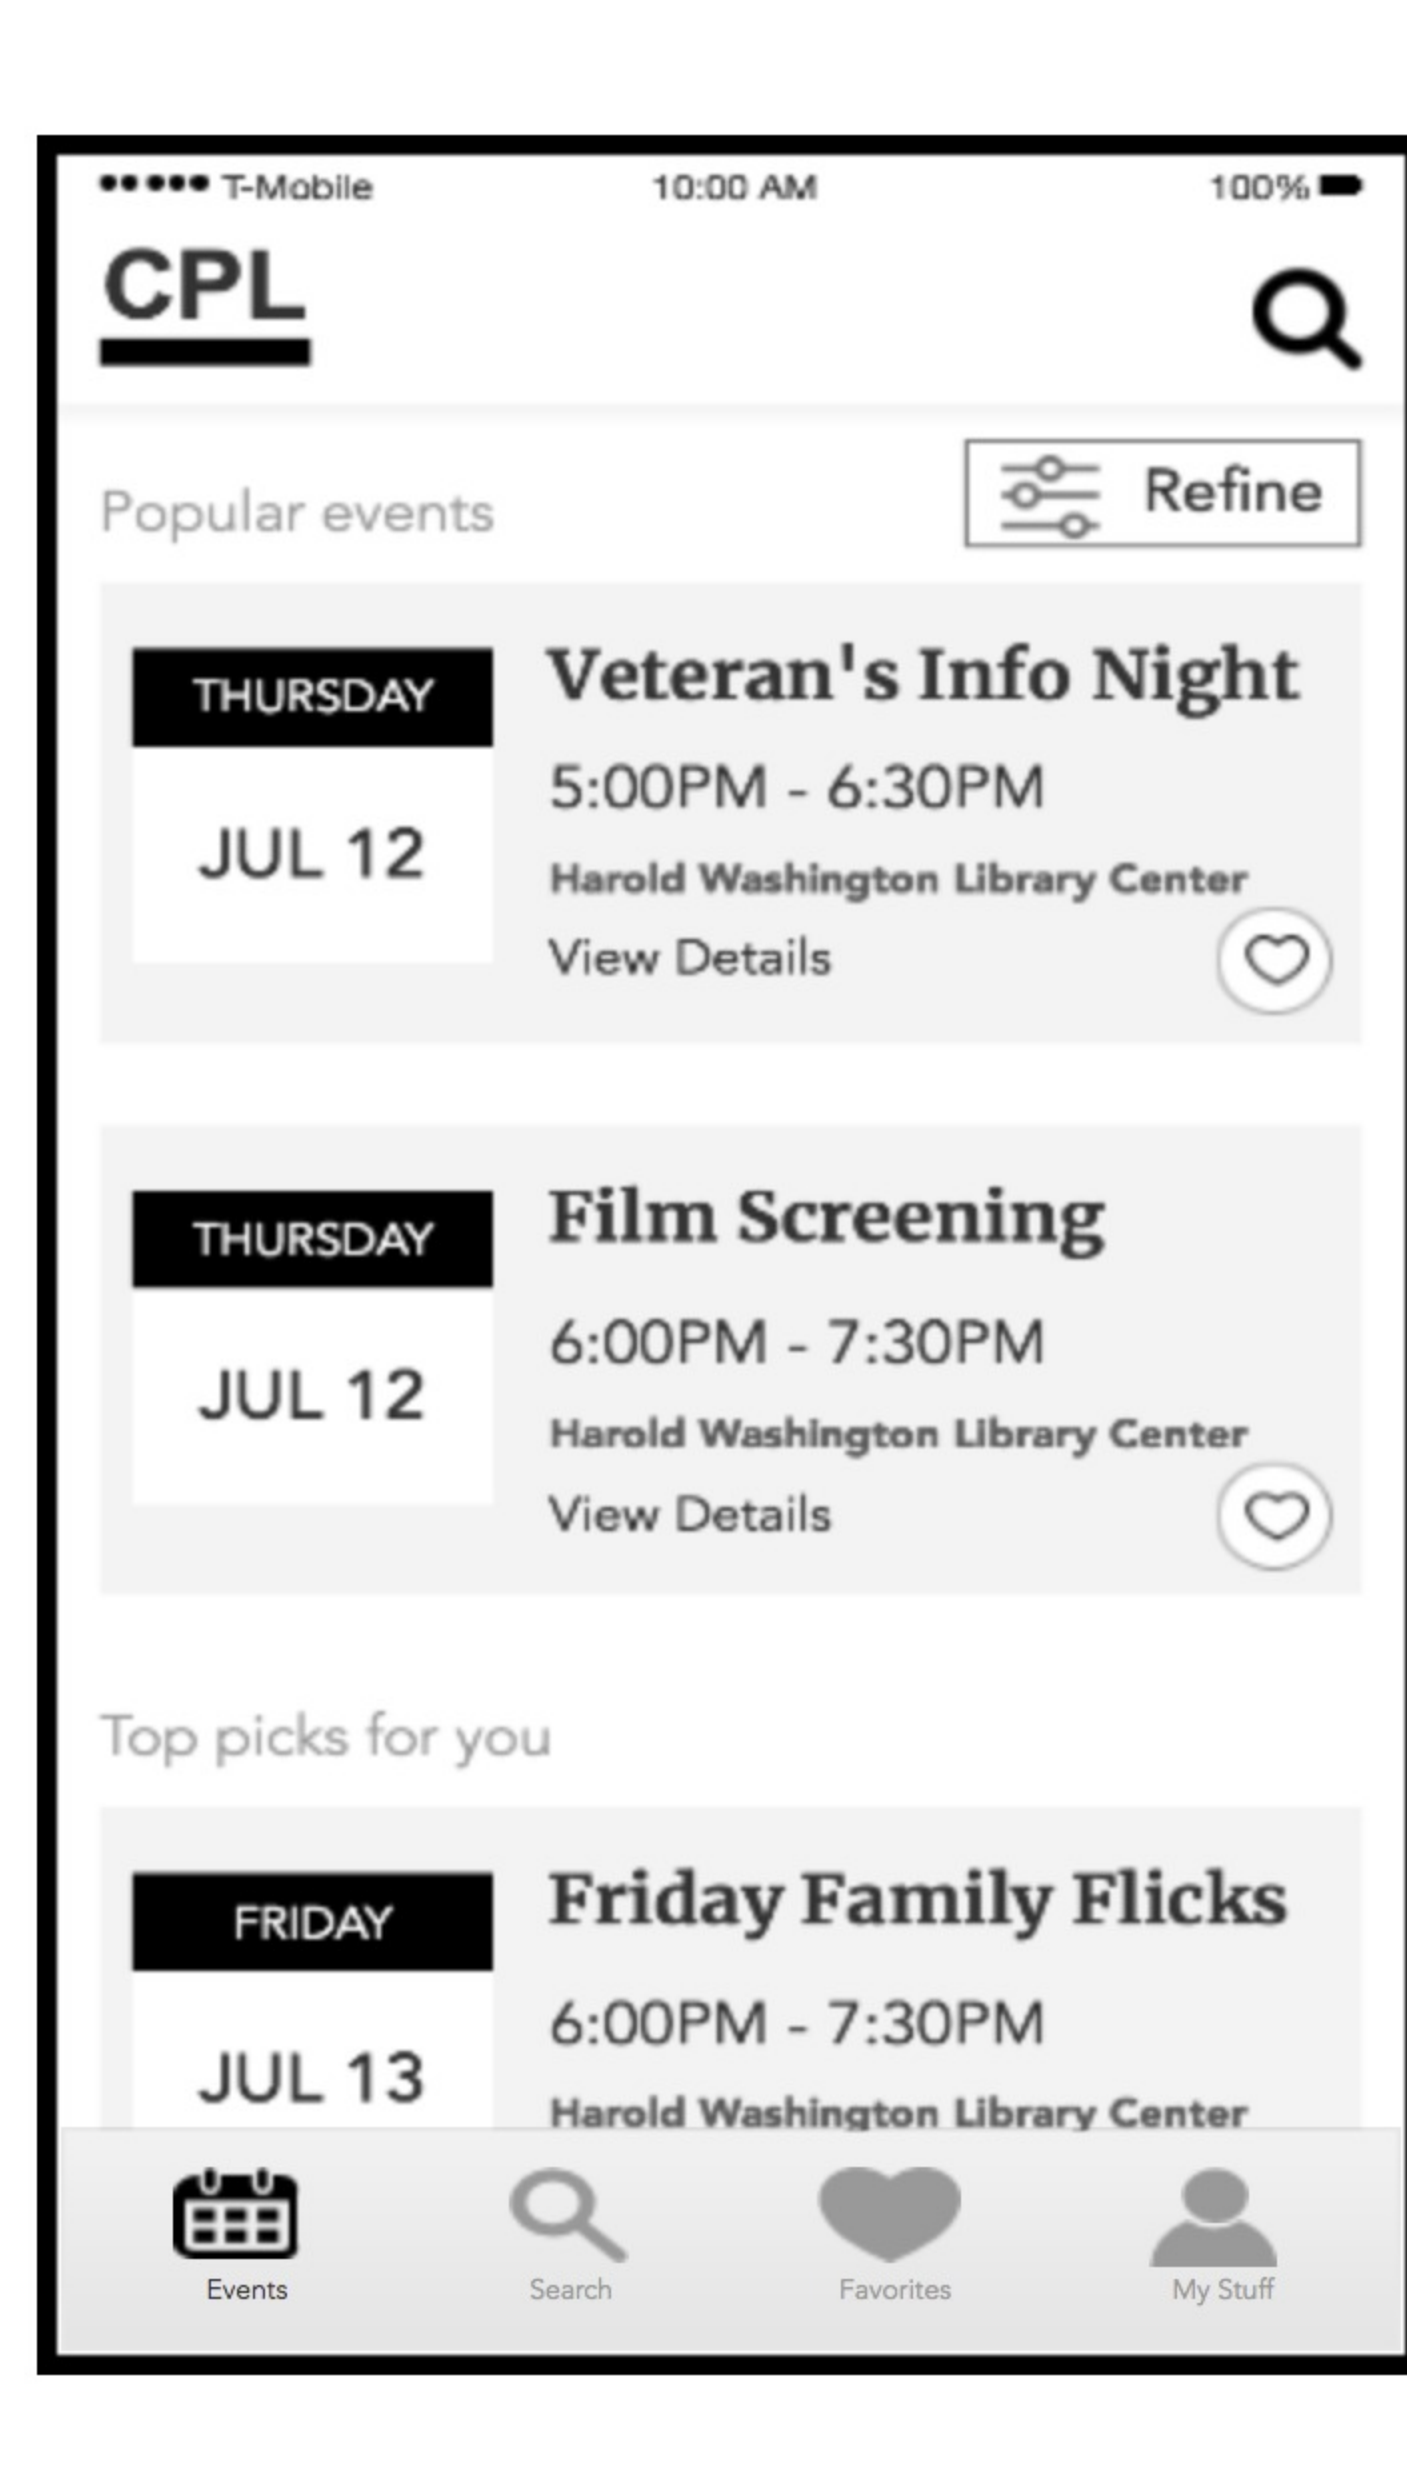 T-Mobile 10:00 AM 100%
CPL
Popular events
Refine
THURSDAY
JUL 12
Veteran's Info Night
5:00PM - 6:30PM
Harold Washington Library Center
View Details
THURSDAY
JUL 12
Film Screening
6:00PM - 7:30PM
Harold Washington Library Center
View Details
Top picks for you
FRIDAY
JUL 13
Friday Family Flicks
6:00PM - 7:30PM
Harold Washington Library Center
Events Search Favorites My Stuff